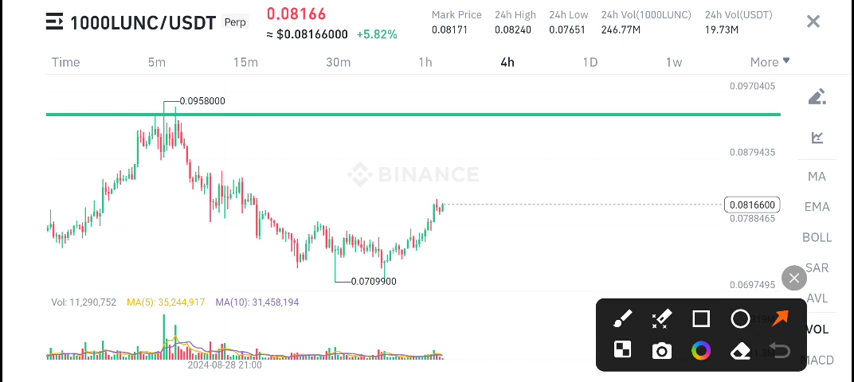 1000LUNC/USDT Perp
0.08166
≈ $0.08166000 +5.82%
Mark Price 24h High 24h Low 24h Vol(1000LUNC) 24h Vol(USDT)
0.08171 0.08240 0.07651 246.77M 19.73M
Time 5m 15m 30m 1h 4h 1D 1w More
0.0970405
0.0958000
0.0879435
BINANCE
MA
0.0816600
EMA
0.0788465
BOLL
SAR
0.0709900
0.0697495
AVL
Vol: 11,290,752 MA(5): 35,244,917 MA(10): 31,458,194
VOL
MACD
2024-08-28 21:00